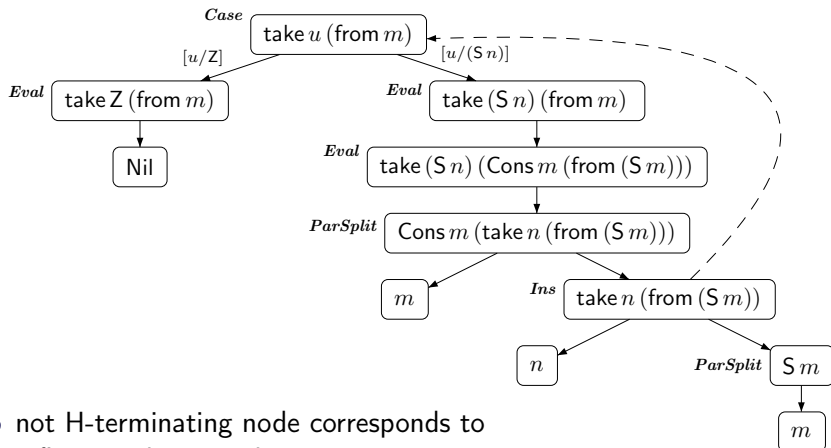 Case
take u (from m)
[u/Z]
[u/(S n)]
Eval
take Z (from m)
Eval
take (S n) (from m)
Nil
Eval
take (S n) (Cons m (from (S m)))
ParSplit
Cons m (take n (from (S m)))
m
Ins
take n (from (S m))
n
ParSplit
S m
m
not H-terminating node corresponds to